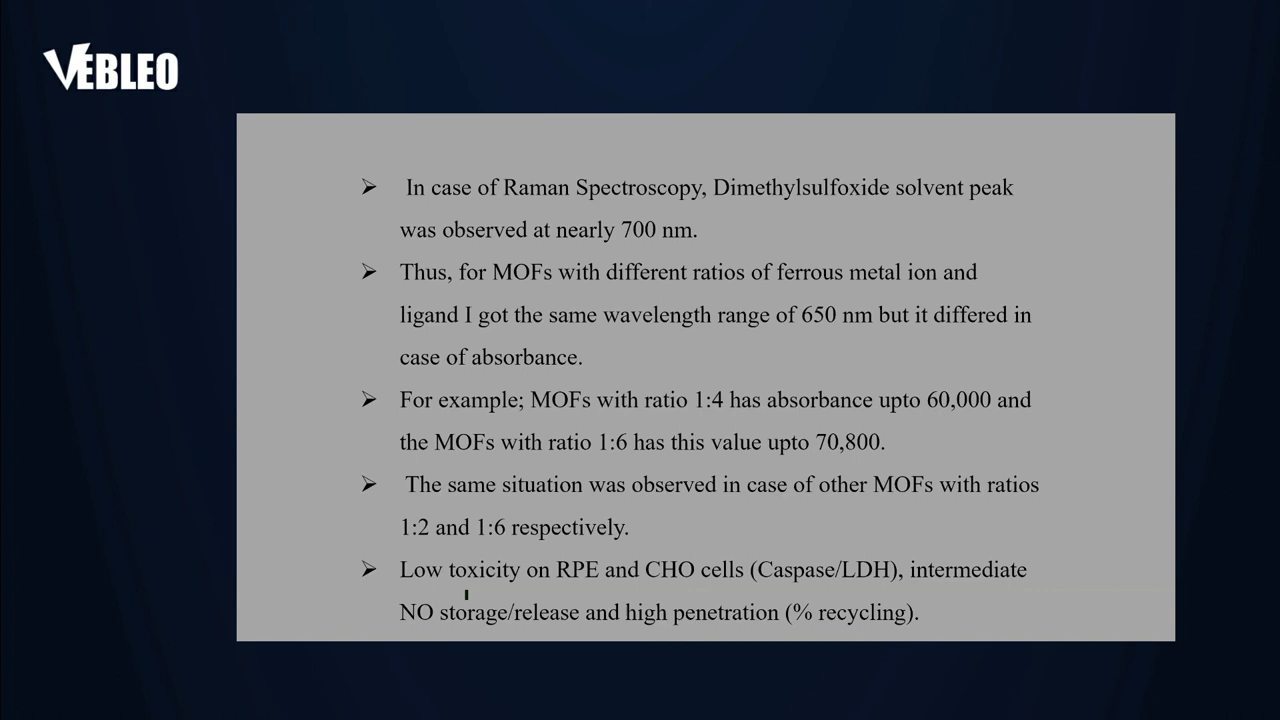 VEBLEO
➢ In case of Raman Spectroscopy, Dimethylsulfoxide solvent peak
was observed at nearly 700 nm.
➢ Thus, for MOFs with different ratios of ferrous metal ion and
ligand I got the same wavelength range of 650 nm but it differed in
case of absorbance.
➢ For example; MOFs with ratio 1:4 has absorbance upto 60,000 and
the MOFs with ratio 1:6 has this value upto 70,800.
➢ The same situation was observed in case of other MOFs with ratios
1:2 and 1:6 respectively.
➢ Low toxicity on RPE and CHO cells (Caspase/LDH), intermediate
NO storage/release and high penetration (% recycling).